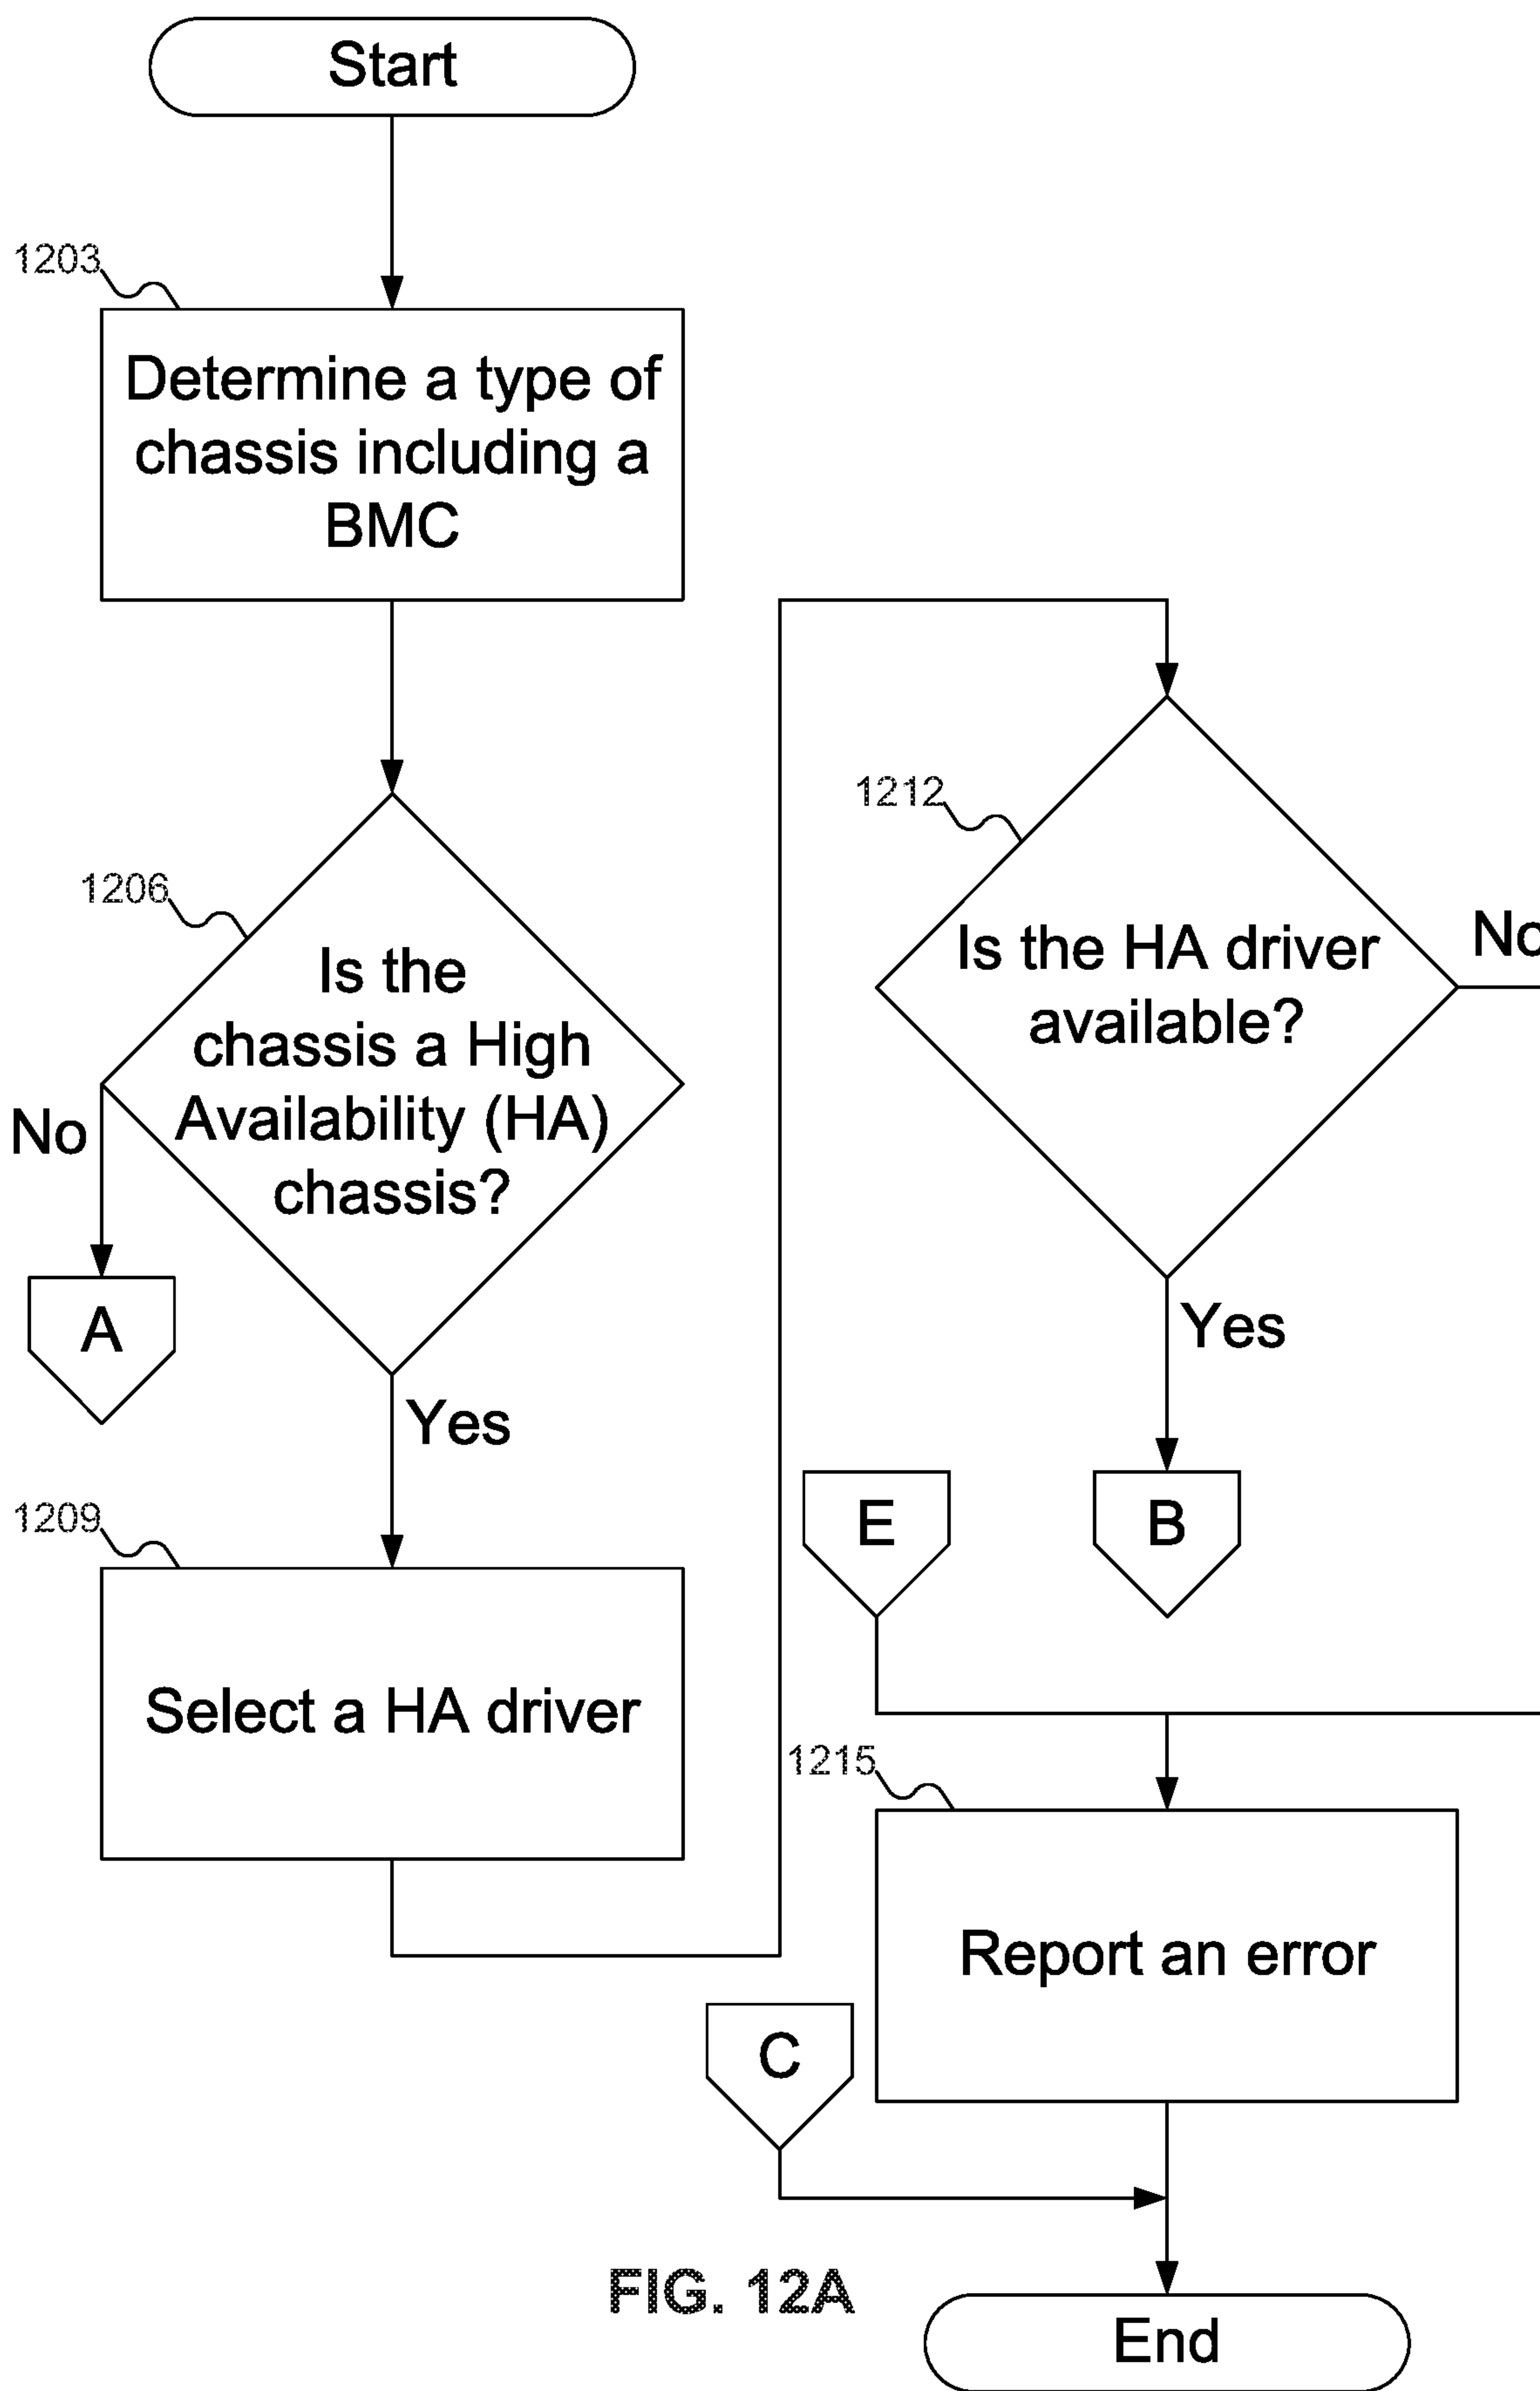 Start
1203
Determine a type of
chassis including a
BMC
1206
Is the
chassis a High
Availability (HA)
chassis?
No
A
Yes
1209
Select a HA driver
1212
Is the HA driver
available?
No
Yes
E
B
1215
Report an error
C
FIG. 12A
End